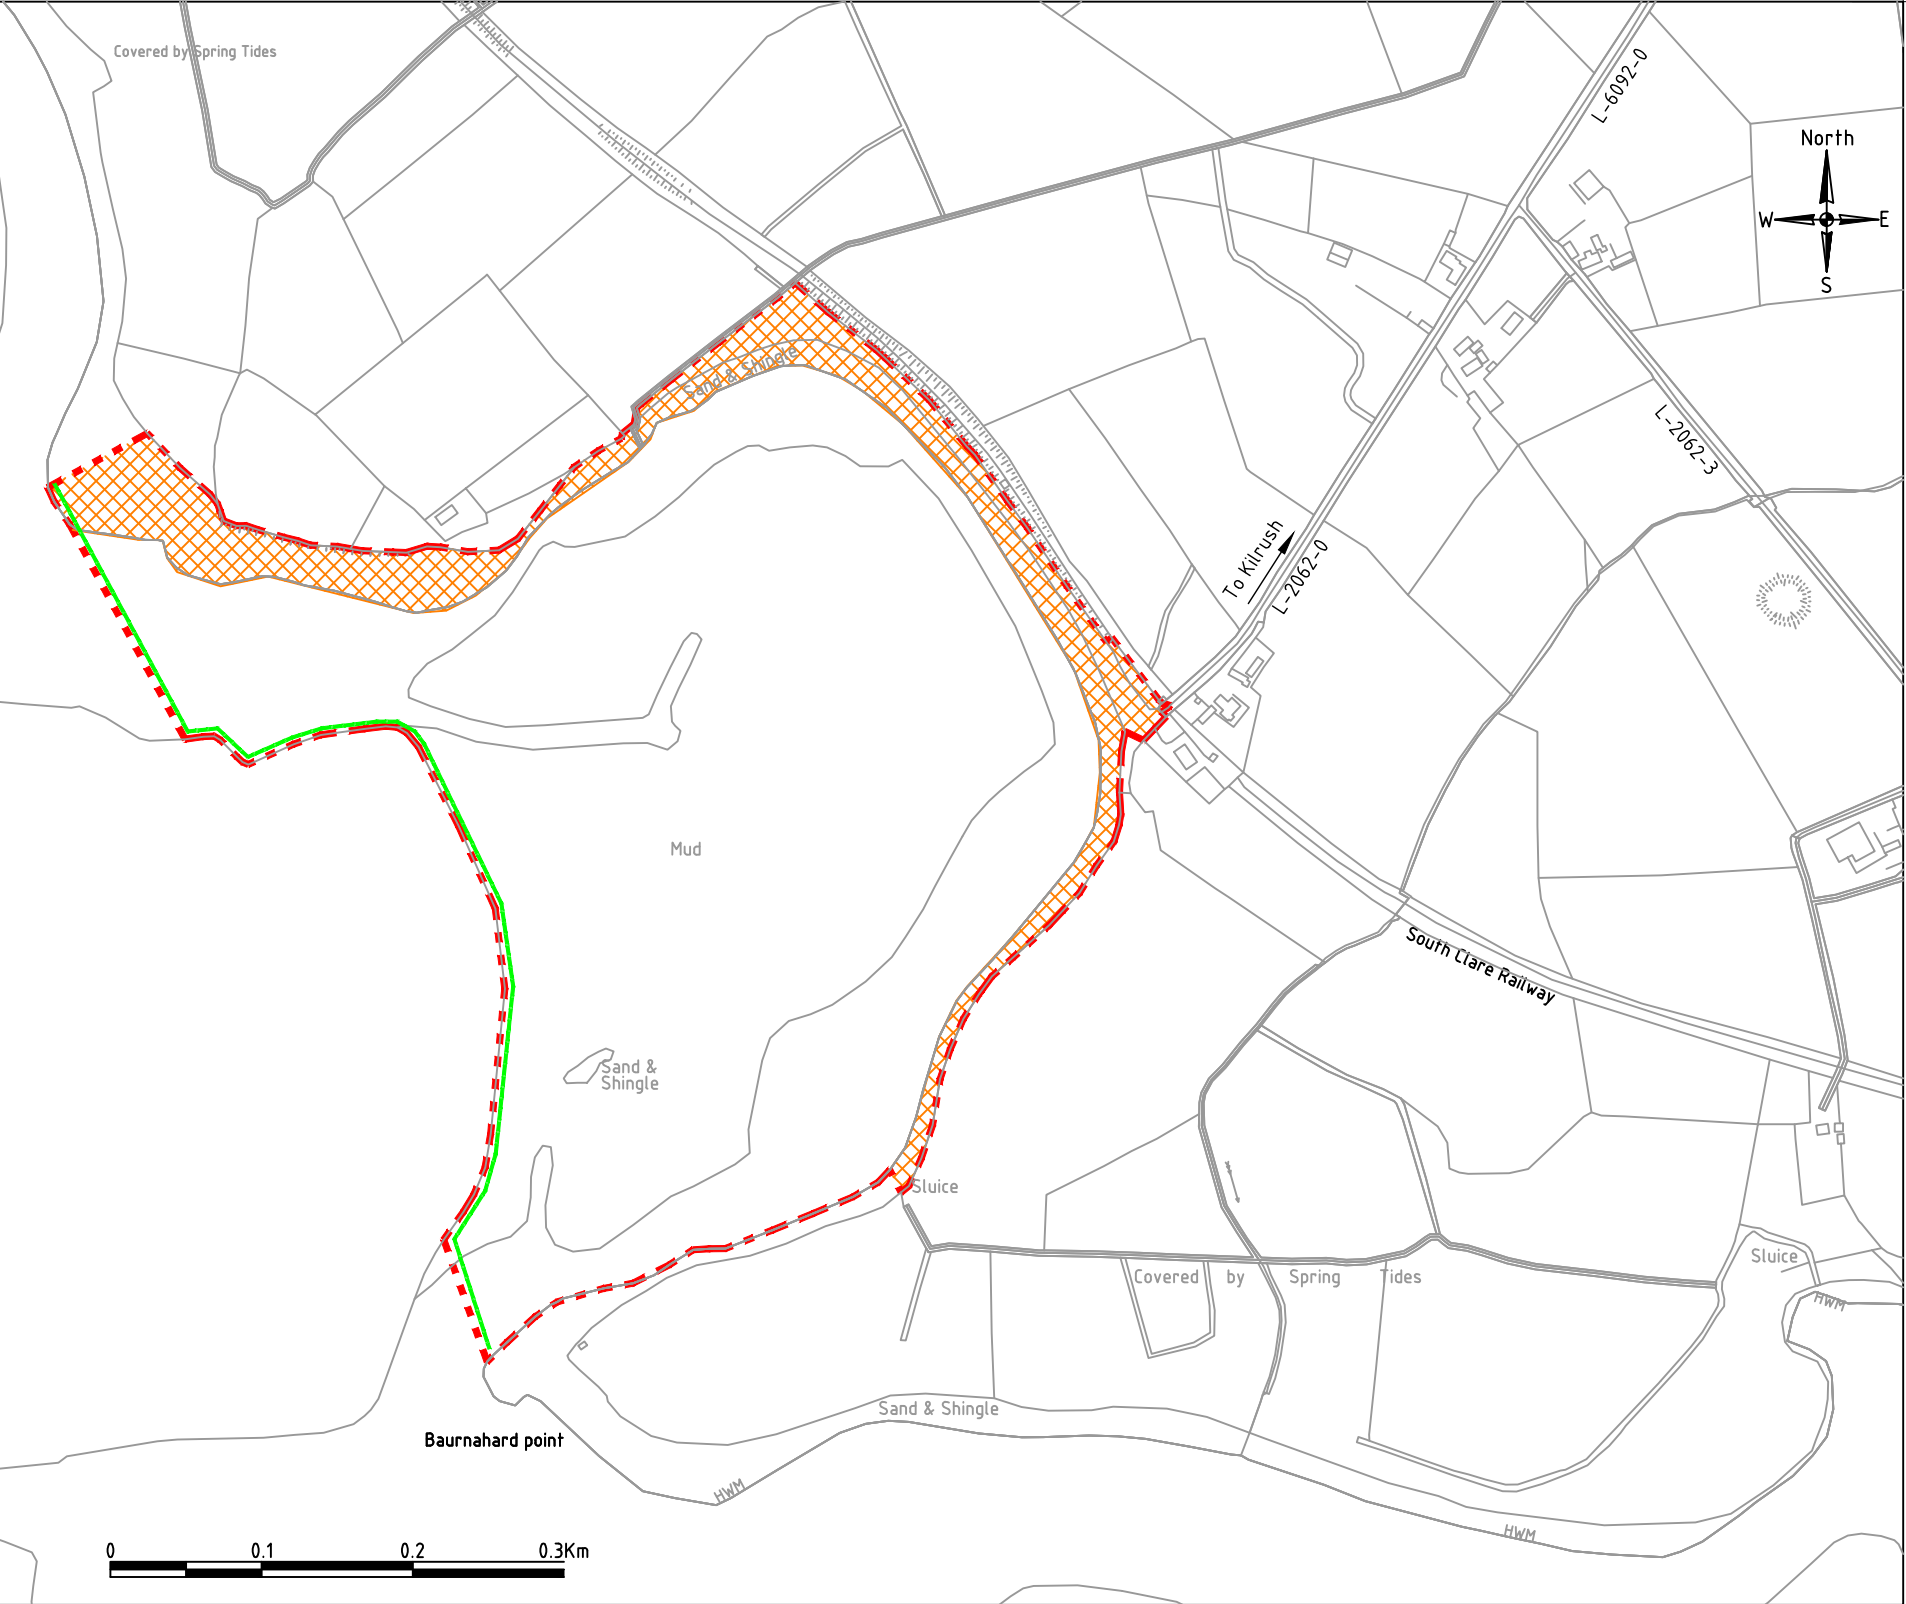 Covered by Spring Tides
L-6092-0
North
W
E
S
Sand & Shingle
L-2062-3
To Kilrush
L-2062-0
Mud
South Clare Railway
Sand &
Shingle
Sluice
Covered by Spring Tides
Sluice
HWM
Sand & Shingle
Baurnahard point
HWM
HWM
0 0.1 0.2 0.3Km